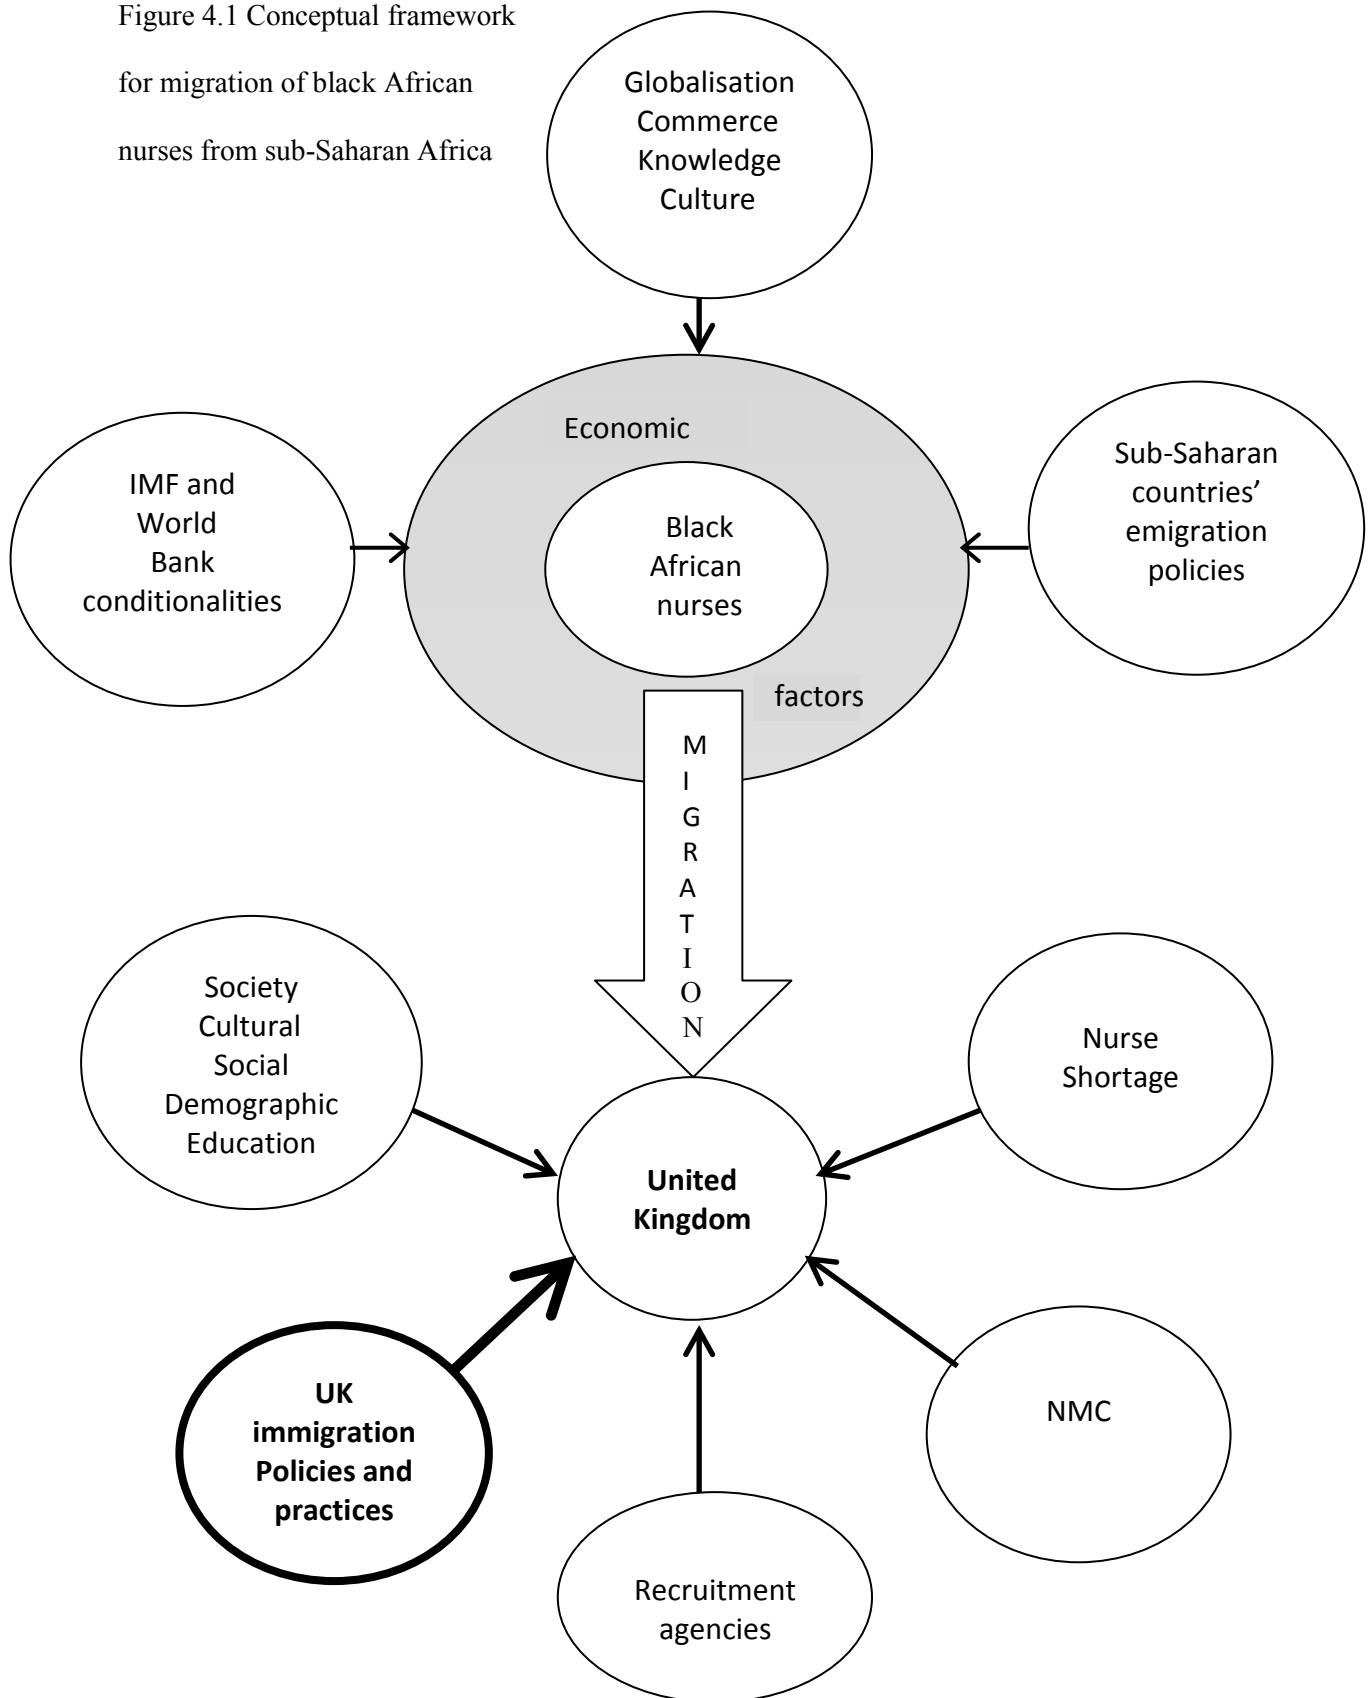 Figure 4.1 Conceptual framework
for migration of black African
nurses from sub-Saharan Africa
Globalisation
Commerce
Knowledge
Culture
Economic
factors
Black
African
nurses
IMF and
World
Bank
conditionalities
Sub-Saharan
countries’
emigration
policies
M
I
G
R
A
T
I
O
N
Society
Cultural
Social
Demographic
Education
Nurse
Shortage
United
Kingdom
UK
immigration
Policies and
practices
NMC
Recruitment
agencies